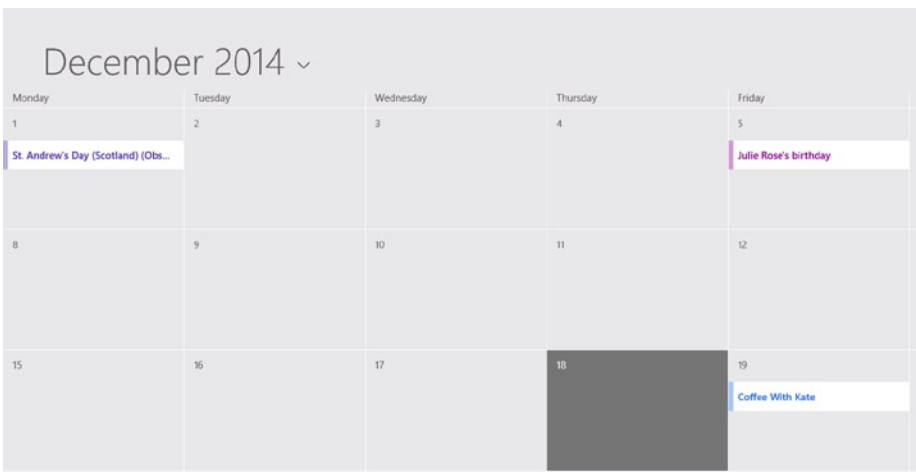 December 2014
Monday Tuesday Wednesday Thursday Friday
1 2 3 4 5
St. Andrew's Day (Scotland) (Obs... Julie Rose's birthday
8 9 10 11 12
15 16 17 18 19
Coffee With Kate